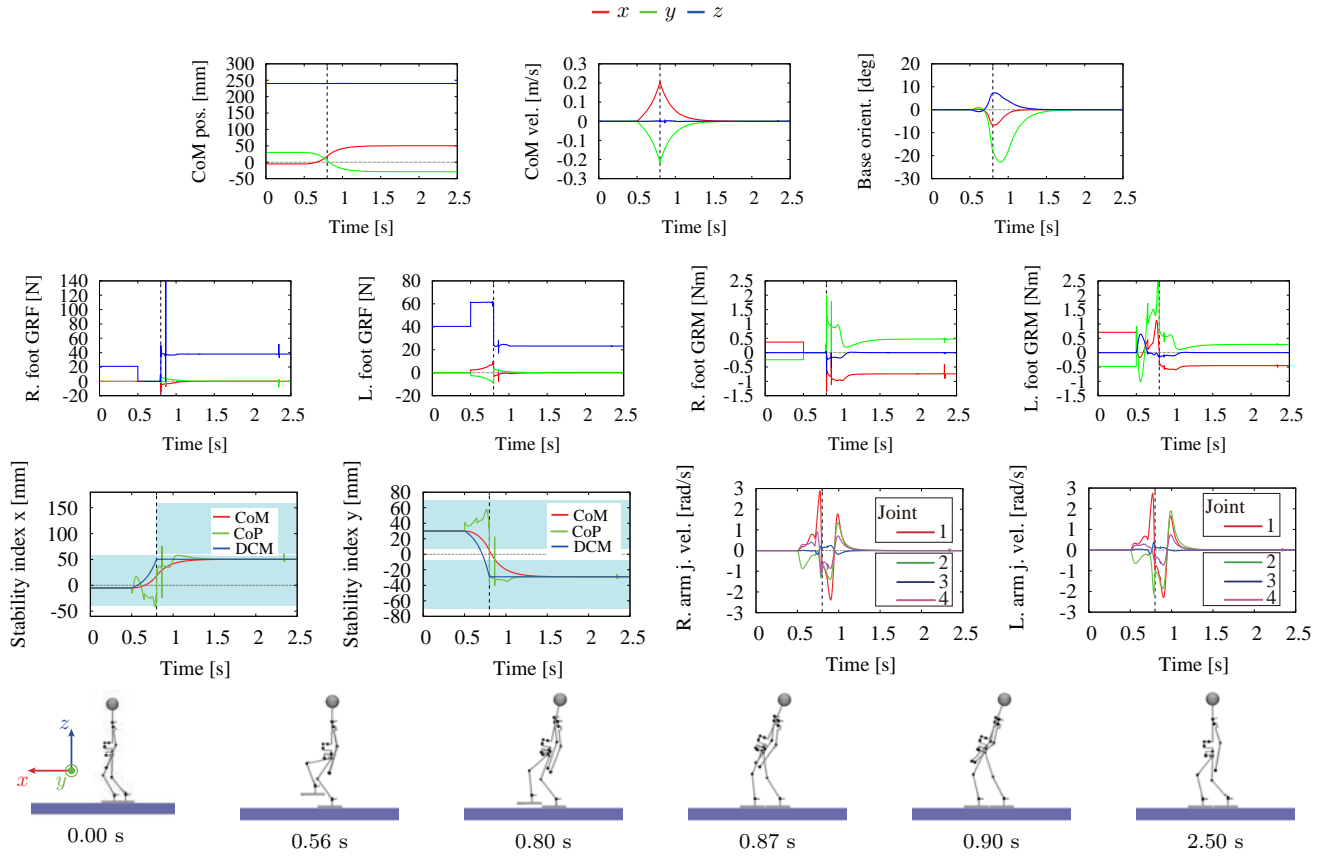 x y z
CoM pos. [mm]
300
250
200
150
100
50
0
-50
0 0.5 1 1.5 2 2.5
Time [s]
CoM vel. [m/s]
0.3
0.2
0.1
0
-0.1
-0.2
-0.3
0 0.5 1 1.5 2 2.5
Time [s]
Base orient. [deg]
20
10
0
-10
-20
-30
0 0.5 1 1.5 2 2.5
Time [s]
R. foot GRF [N]
140
120
100
80
60
40
20
0
-20
0 0.5 1 1.5 2 2.5
Time [s]
L. foot GRF [N]
80
60
40
20
0
-20
0 0.5 1 1.5 2 2.5
Time [s]
R. foot GRM [Nm]
2.5
2
1.5
1
0.5
0
-0.5
-1
1.5
0 0.5 1 1.5 2 2.5
Time [s]
L. foot GRM [Nm]
2.5
2
1.5
1
0.5
0
-0.5
-1
1.5
0 0.5 1 1.5 2 2.5
Time [s]
Stability index x [mm]
150
100
50
0
-50
CoM
CoP
DCM
0 0.5 1 1.5 2 2.5
Time [s]
Stability index y [mm]
80
60
40
20
0
-20
-40
-60
-80
CoM
CoP
DCM
0 0.5 1 1.5 2 2.5
Time [s]
R. arm j. vel. [rad/s]
3
2
1
0
-1
-2
-3
Joint
1
2
3
4
0 0.5 1 1.5 2 2.5
Time [s]
L. arm j. vel. [rad/s]
3
2
1
0
-1
-2
-3
Joint
1
2
3
4
0 0.5 1 1.5 2 2.5
Time [s]
z
x
y
0.00 s 0.56 s 0.80 s 0.87 s 0.90 s 2.50 s